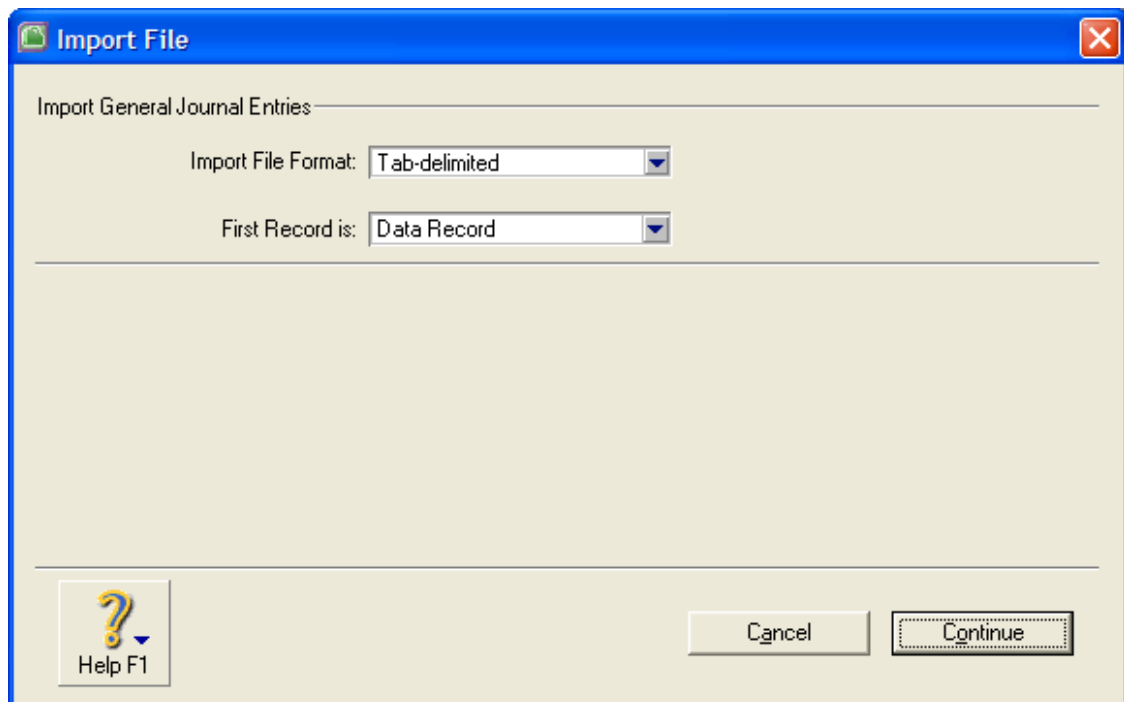 Import File
Import General Journal Entries
Import File Format: Tab-delimited
First Record is: Data Record
Help F1
Cancel
Continue